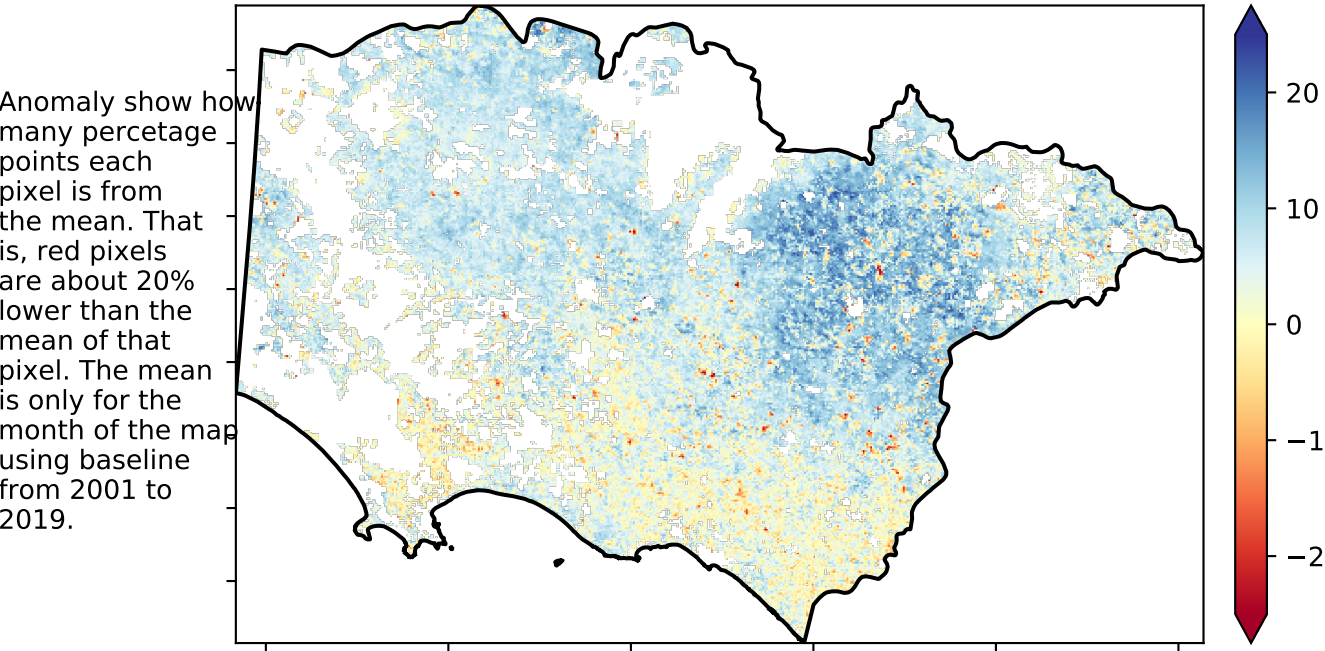 Anomaly show how
many percetage
points each
pixel is from
the mean. That
is, red pixels
are about 20%
lower than the
mean of that
pixel. The mean
is only for the
month of the map
using baseline
from 2001 to
2019.
20
10
0
−1
−2